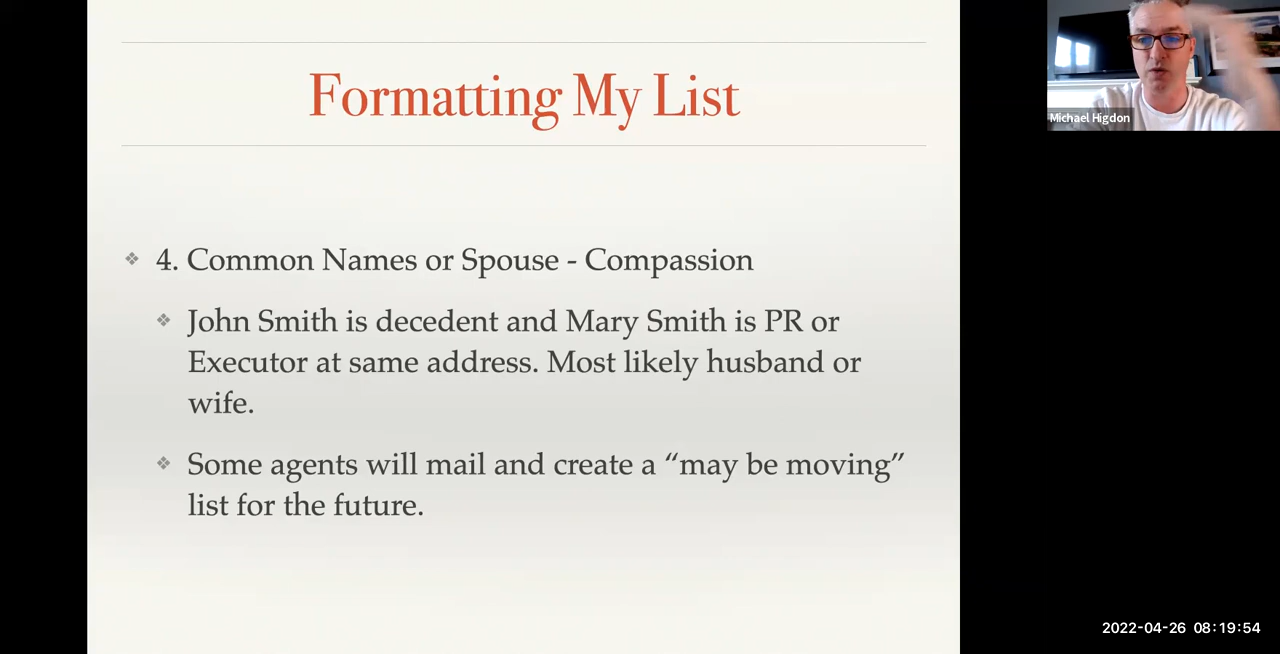 Formatting My List
Michael Higdon
4. Common Names or Spouse - Compassion
John Smith is decedent and Mary Smith is PR or
Executor at same address. Most likely husband or
wife.
Some agents will mail and create a “may be moving”
list for the future.
2022-04-26 08:19:54